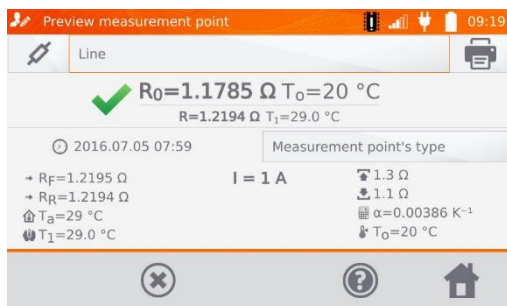 Preview measurement point 09:19
Line
R₀=1.1785 Ω T₀=20 °C
R=1.2194 Ω T₁=29.0 °C
2016.07.05 07:59 Measurement point's type
R_F=1.2195 Ω I = 1 A 1.3 Ω
R_R=1.2194 Ω 1.1 Ω
Tₐ=29 °C α=0.00386 K⁻¹
T₁=29.0 °C T₀=20 °C